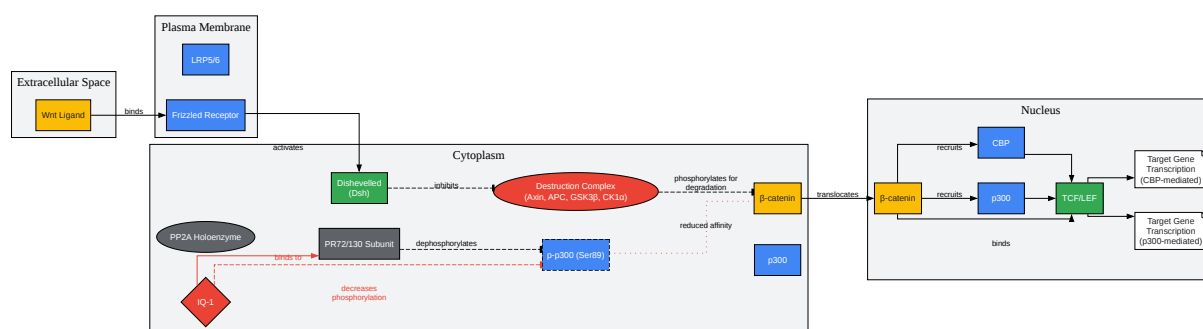 Extracellular Space
Wnt Ligand
binds
Plasma Membrane
LRP5/6
Frizzled Receptor
activates
Cytoplasm
Dishevelled
(Dsh)
inhibits
Destruction Complex
(Axin, APC, GSK3β, CK1α)
phosphorylates for
degradation
β-catenin
translocates
PP2A Holoenzyme
PR72/130 Subunit
dephosphorylates
p-p300 (Ser89)
reduced affinity
p300
binds to
IQ-1
decreases
phosphorylation
Nucleus
β-catenin
recruits
CBP
recruits
p300
TCF/LEF
binds
Target Gene
Transcription
(CBP-mediated)
Target Gene
Transcription
(p300-mediated)